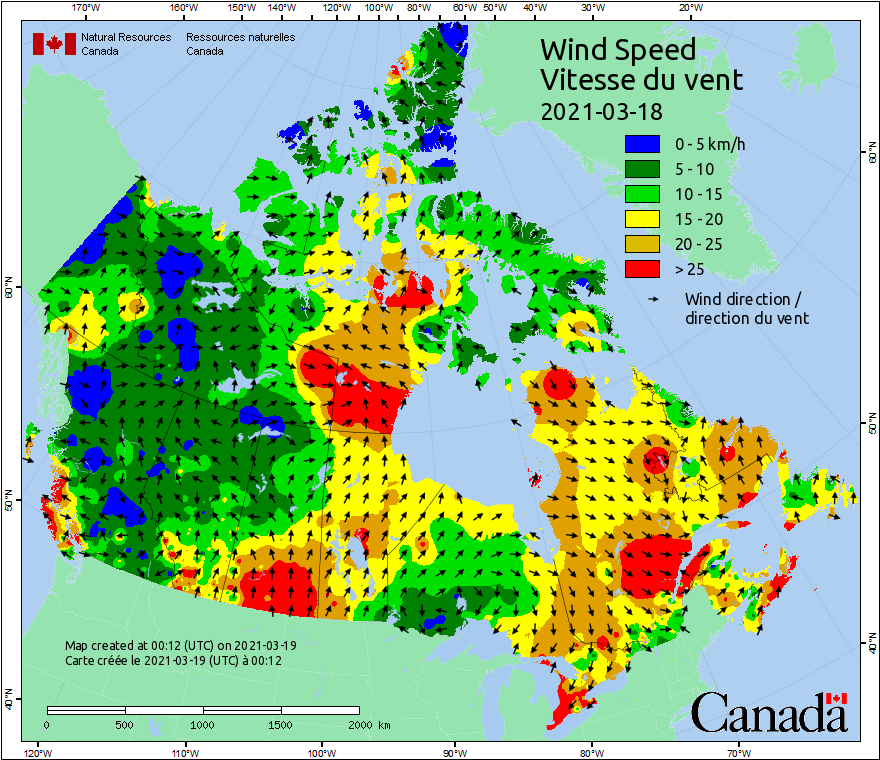 170°W 160°W 150°W 140°W 130°W 120°W 110°W 100°W 90°W 80°W 70°W 60°W 50°W 40°W 30°W 20°W
Natural Resources Canada
Ressources naturelles Canada
Wind Speed
Vitesse du vent
2021-03-18
0 - 5 km/h
5 - 10
10 - 15
15 - 20
20 - 25
> 25
Wind direction /
direction du vent
60°N
50°N
40°N
60°N
50°N
40°N
Map created at 00:12 (UTC) on 2021-03-19
Carte créée le 2021-03-19 (UTC) à 00:12
0 500 1000 1500 2000 km
Canada
120°W 110°W 100°W 90°W 80°W 70°W